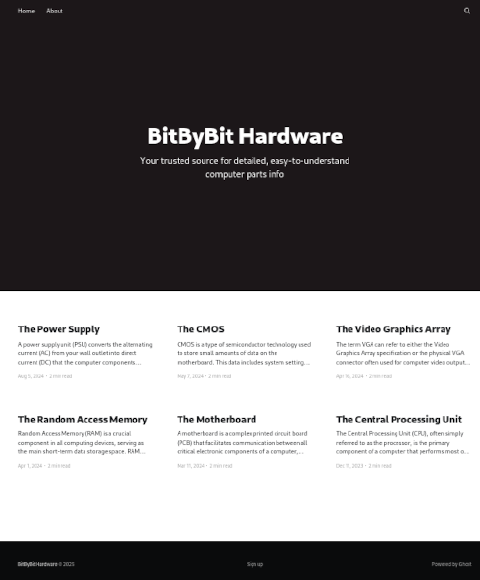 Home About
BitByBit Hardware
Your trusted source for detailed, easy-to-understand
computer parts info
The Power Supply
A power supply unit (PSU) converts the alternating
current (AC) from your wall outlet into direct
current (DC) that the computer components....
Aug 5, 2024 • 2 min read
The CMOS
CMOS is a type of semiconductor technology used
to store small amounts of data on the
motherboard. This data includes system setting,...
May 7, 2024 • 2 min read
The Video Graphics Array
The term VGA can refer to either the Video
Graphics Array specification or the physical VGA
connector often used for computer video output...
Apr 16, 2024 • 2 min read
The Random Access Memory
Random Access Memory (RAM) is a crucial
component in all computing devices, serving as
the main short-term data storage space. RAM...
Apr 1, 2024 • 3 min read
The Motherboard
A motherboard is a complex printed circuit board
(PCB) that facilitates communication between all
critical electronic components of a computer,...
Mar 11, 2024 • 3 min read
The Central Processing Unit
The Central Processing Unit (CPU), often simply
referred to as the processor, is the primary
component of a computer that performs most o...
2023 • 2 min read
BitByBit Hardware © 2025
Sign up
Powered by Ghost